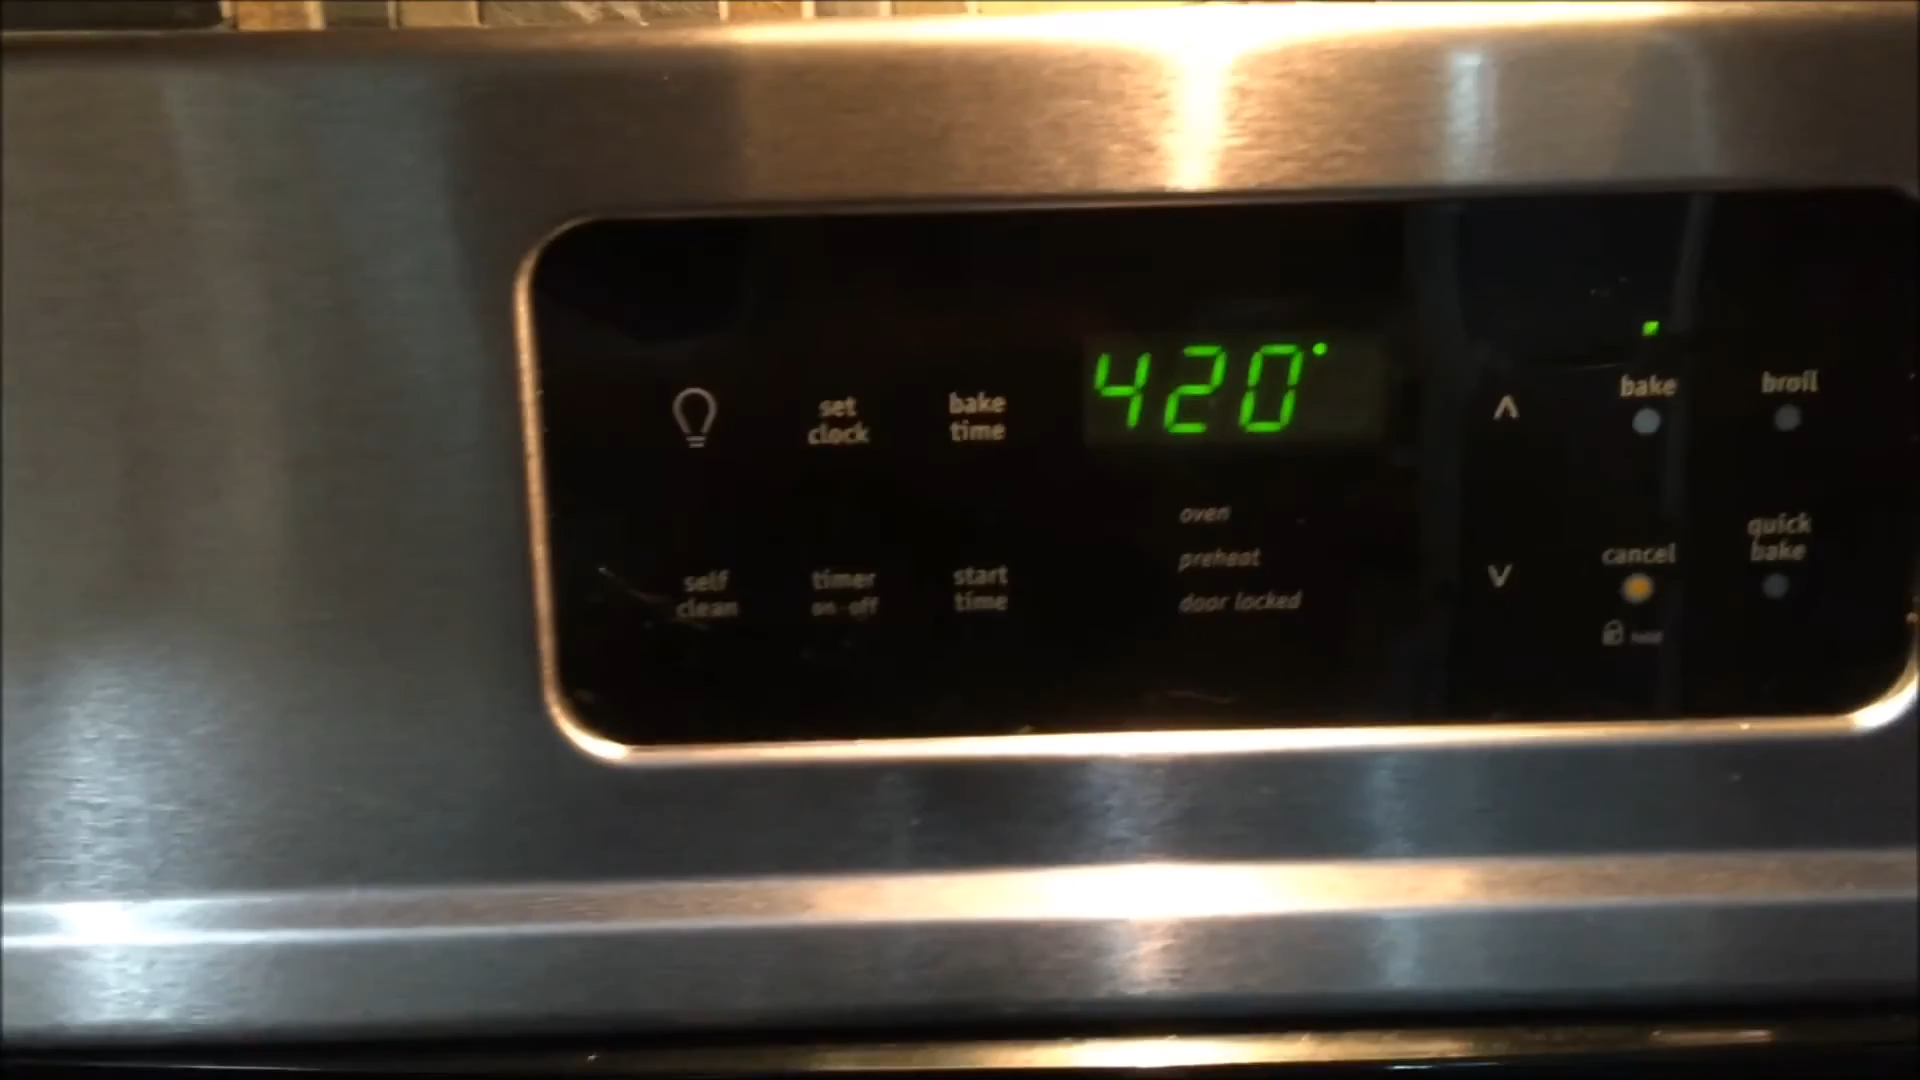 set
clock
bake
time
420°
bake
broil
oven
preheat
door locked
self
clean
timer
on-off
start
time
cancel
hold
quick
bake